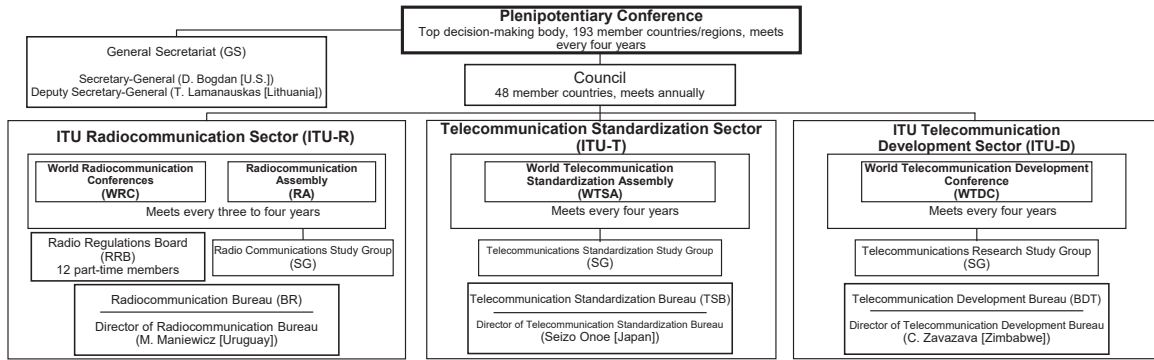 Plenipotentiary Conference
Top decision-making body, 193 member countries/regions, meets
every four years
General Secretariat (GS)
Secretary-General (D. Bogdan [U.S.])
Deputy Secretary-General (T. Lamanauskas [Lithuania])
Council
48 member countries, meets annually
ITU Radiocommunication Sector (ITU-R)
World Radiocommunication
Conferences
(WRC)
Radiocommunication
Assembly
(RA)
Meets every three to four years
Radio Regulations Board
(RRB)
12 part-time members
Radio Communications Study Group
(SG)
Radiocommunication Bureau (BR)
Director of Radiocommunication Bureau
(M. Maniewicz [Uruguay])
Telecommunication Standardization Sector
(ITU-T)
World Telecommunication
Standardization Assembly
(WTSA)
Meets every four years
Telecommunications Standardization Study Group
(SG)
Telecommunication Standardization Bureau (TSB)
Director of Telecommunication Standardization Bureau
(Seizo Onoe [Japan])
ITU Telecommunication
Development Sector (ITU-D)
World Telecommunication Development
Conference
(WTDC)
Meets every four years
Telecommunications Research Study Group
(SG)
Telecommunication Development Bureau (BDT)
Director of Telecommunication Development Bureau
(C. Zavazava [Zimbabwe])